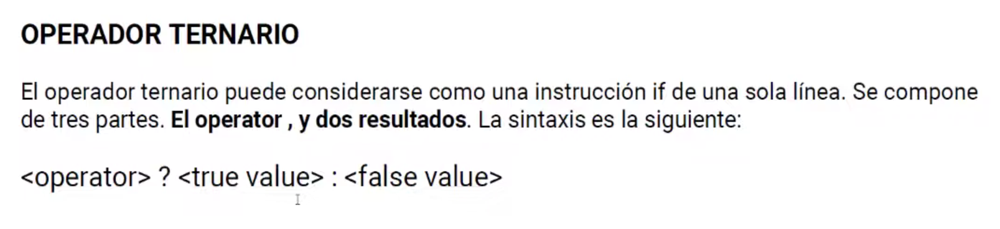 OPERADOR TERNARIO
El operador ternario puede considerarse como una instrucción if de una sola línea. Se compone
de tres partes. El operator , y dos resultados. La sintaxis es la siguiente:
<operator> ? <true value> : <false value>